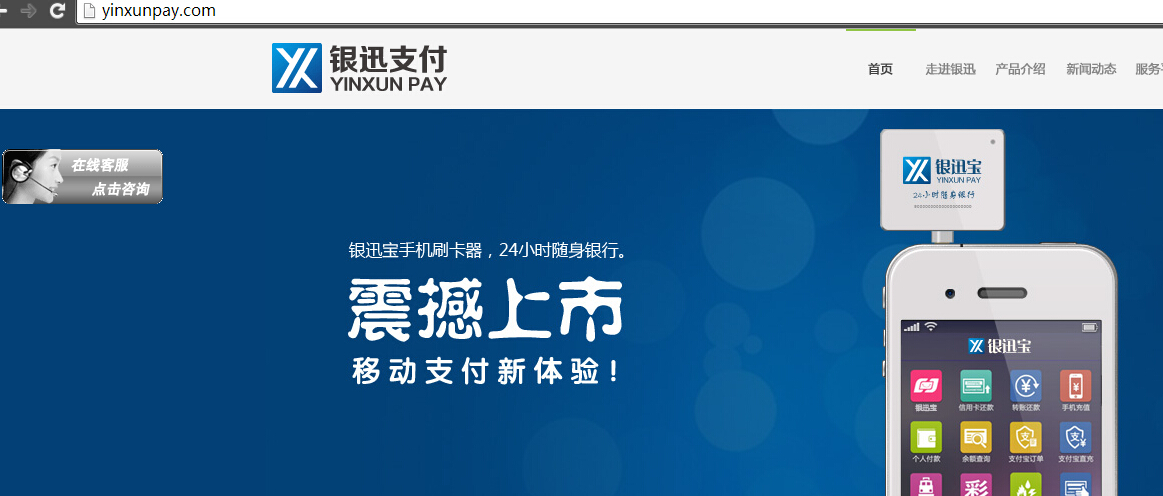 yinxunpay.com
银迅支付
YINXUN PAY
首页 走进银迅 产品介绍 新闻动态 服务
在线客服
点击咨询
银迅宝
YINXUN PAY
24小时随身银行
银迅宝手机刷卡器，24小时随身银行。
震撼上市
移动支付新体验!
银迅宝
银迅宝 信用卡还款 转账还款 手机充值
个人付款 余额查询 支付宝订单 支付宝直充
彩